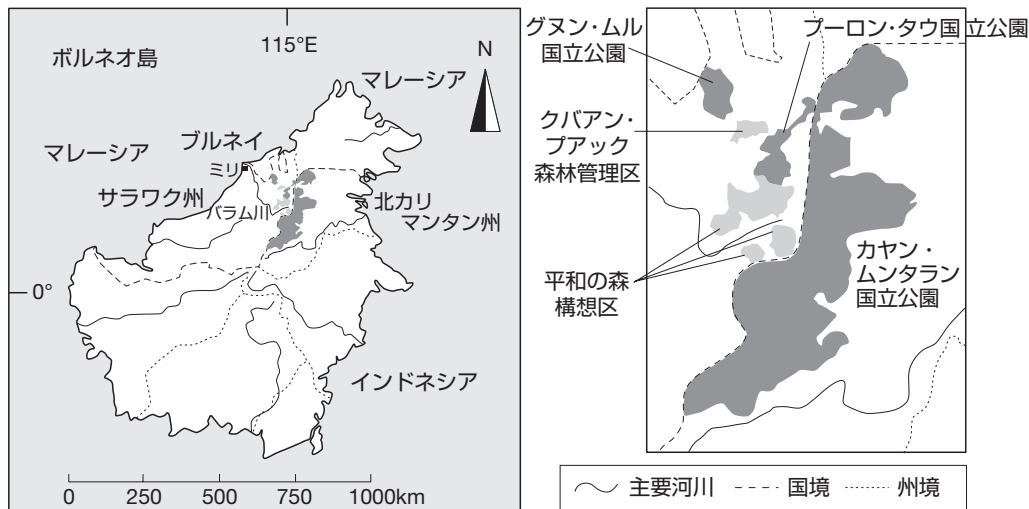 115°E
ボルネオ島
N
マレーシア
ブルネイ
マレーシア
ミリ
サラワク州
バラム川
北カリ
マンタン州
0°
インドネシア
0 250 500 750 1000km
グヌン・ムル
国立公園
プーロン・タウ国立公園
クバアン・
プアック
森林管理区
カヤン・
ムンタラン
国立公園
平和の森
構想区
主要河川 国境 州境